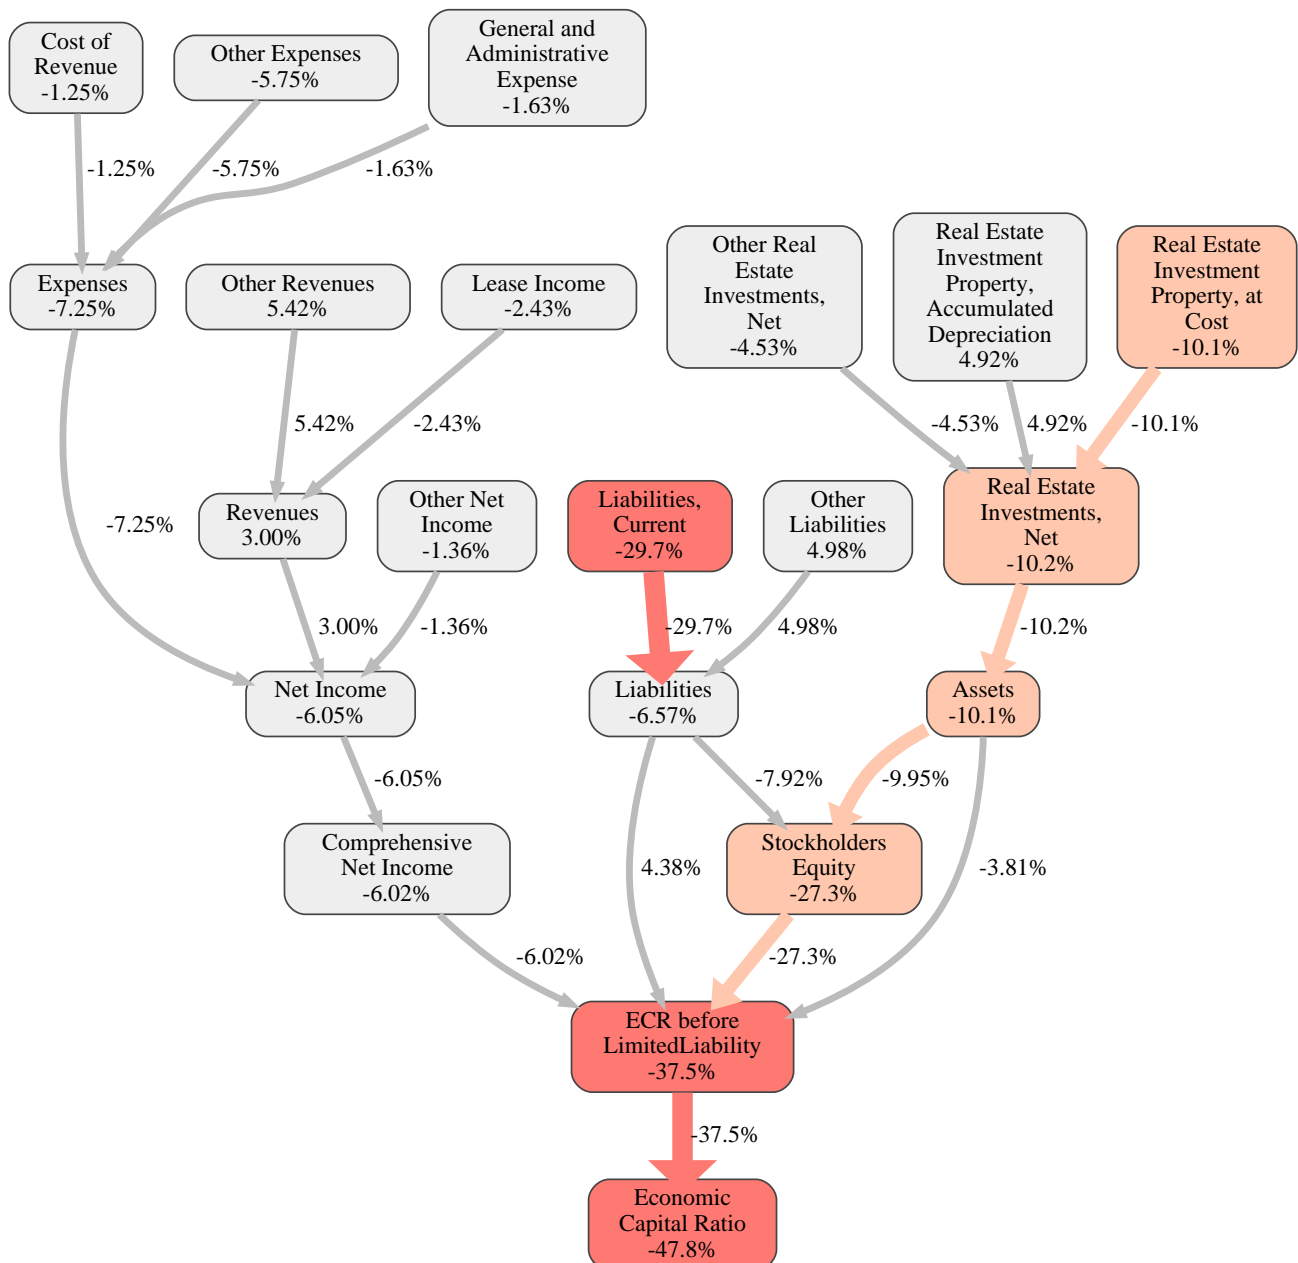 Cost of
Revenue
-1.25%
Other Expenses
-5.75%
General and
Administrative
Expense
-1.63%
-1.25%
-5.75%
-1.63%
Expenses
-7.25%
Other Revenues
5.42%
Lease Income
-2.43%
Other Real
Estate
Investments,
Net
-4.53%
Real Estate
Investment
Property,
Accumulated
Depreciation
4.92%
Real Estate
Investment
Property, at
Cost
-10.1%
5.42%
-2.43%
-4.53%
4.92%
-10.1%
-7.25%
Revenues
3.00%
Other Net
Income
-1.36%
Liabilities,
Current
-29.7%
Other
Liabilities
4.98%
Real Estate
Investments,
Net
-10.2%
3.00%
-1.36%
-29.7%
4.98%
-10.2%
Net Income
-6.05%
Liabilities
-6.57%
Assets
-10.1%
-6.05%
-7.92%
-9.95%
Comprehensive
Net Income
-6.02%
4.38%
Stockholders
Equity
-27.3%
-3.81%
-6.02%
-27.3%
ECR before
LimitedLiability
-37.5%
-37.5%
Economic
Capital Ratio
-47.8%